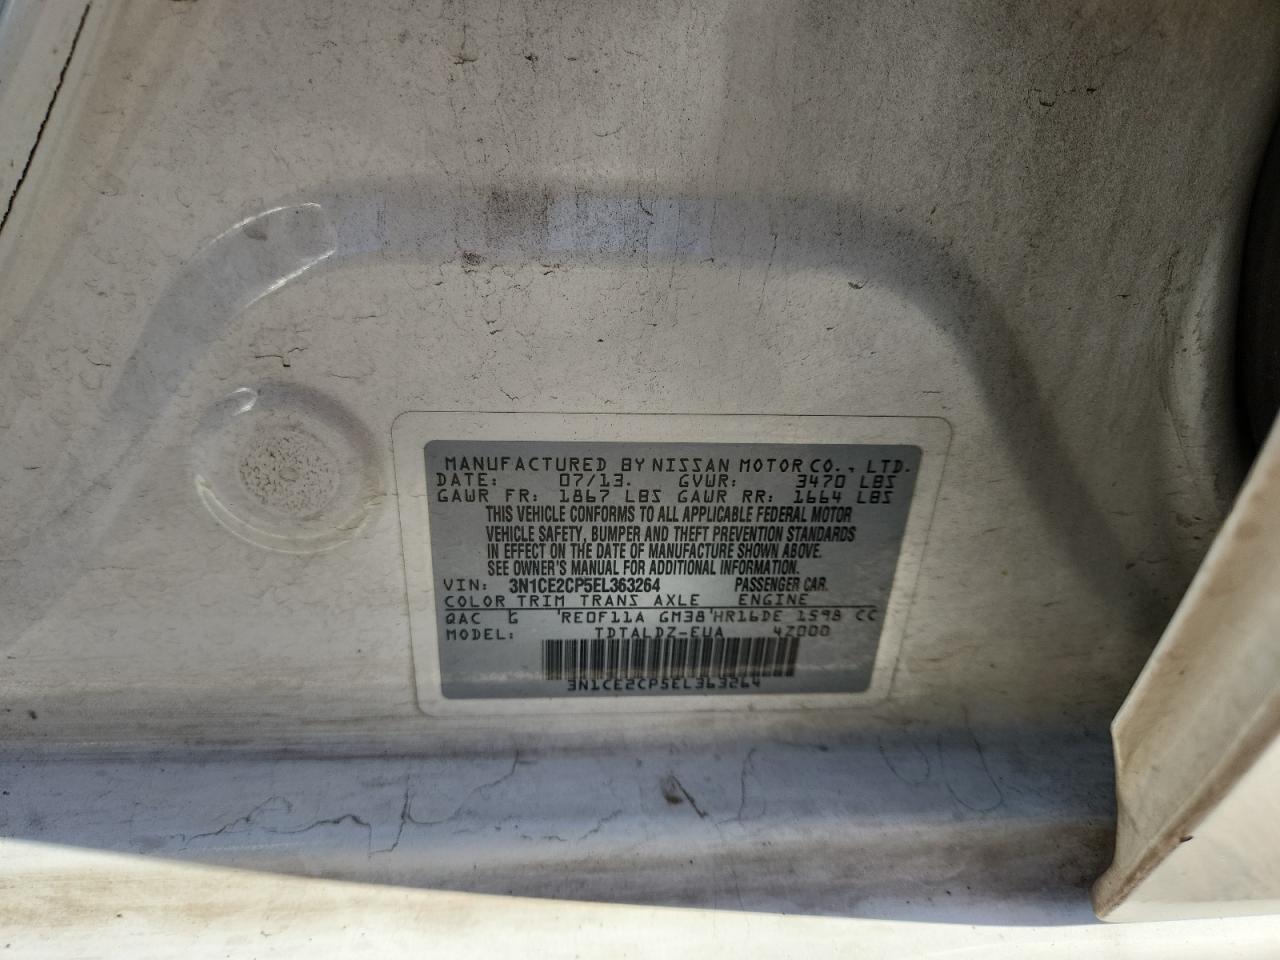 MANUFACTURED BY NISSAN MOTOR CO., LTD.
DATE: 07/13. GVWR: 3470 LBS
GAWR FR: 1867 LBS GAWR RR: 1664 LBS
THIS VEHICLE CONFORMS TO ALL APPLICABLE FEDERAL MOTOR
VEHICLE SAFETY, BUMPER AND THEFT PREVENTION STANDARDS
IN EFFECT ON THE DATE OF MANUFACTURE SHOWN ABOVE.
SEE OWNER'S MANUAL FOR ADDITIONAL INFORMATION.
VIN: 3N1CE2CP5EL363264 PASSENGER CAR.
COLOR TRIM TRANS AXLE ENGINE
QAC G 'RE0F11A GM38'HR16DE 1598 CC
MODEL: TDTALDZ-EUA 4Z000
3N1CE2CP5EL363264